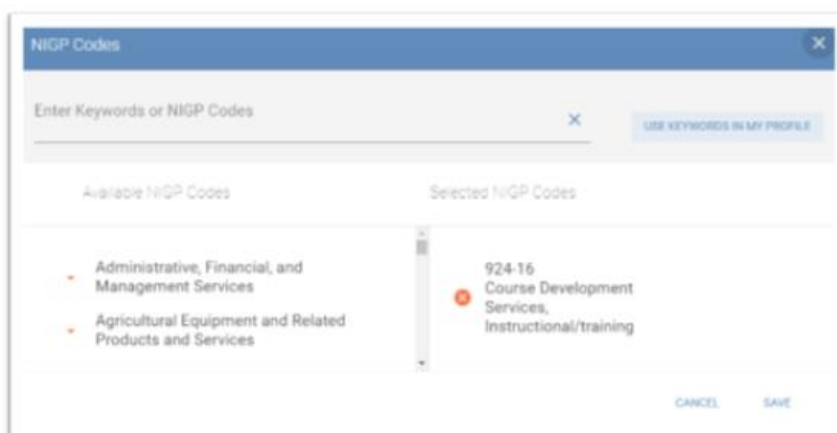 NIGP Codes
Enter Keywords or NIGP Codes
USE KEYWORDS IN MY PROFILE
Available NIGP Codes
Selected NIGP Codes
Administrative, Financial, and
Management Services
Agricultural Equipment and Related
Products and Services
924-16
Course Development
Services,
Instructional/training
CANCEL
SAVE